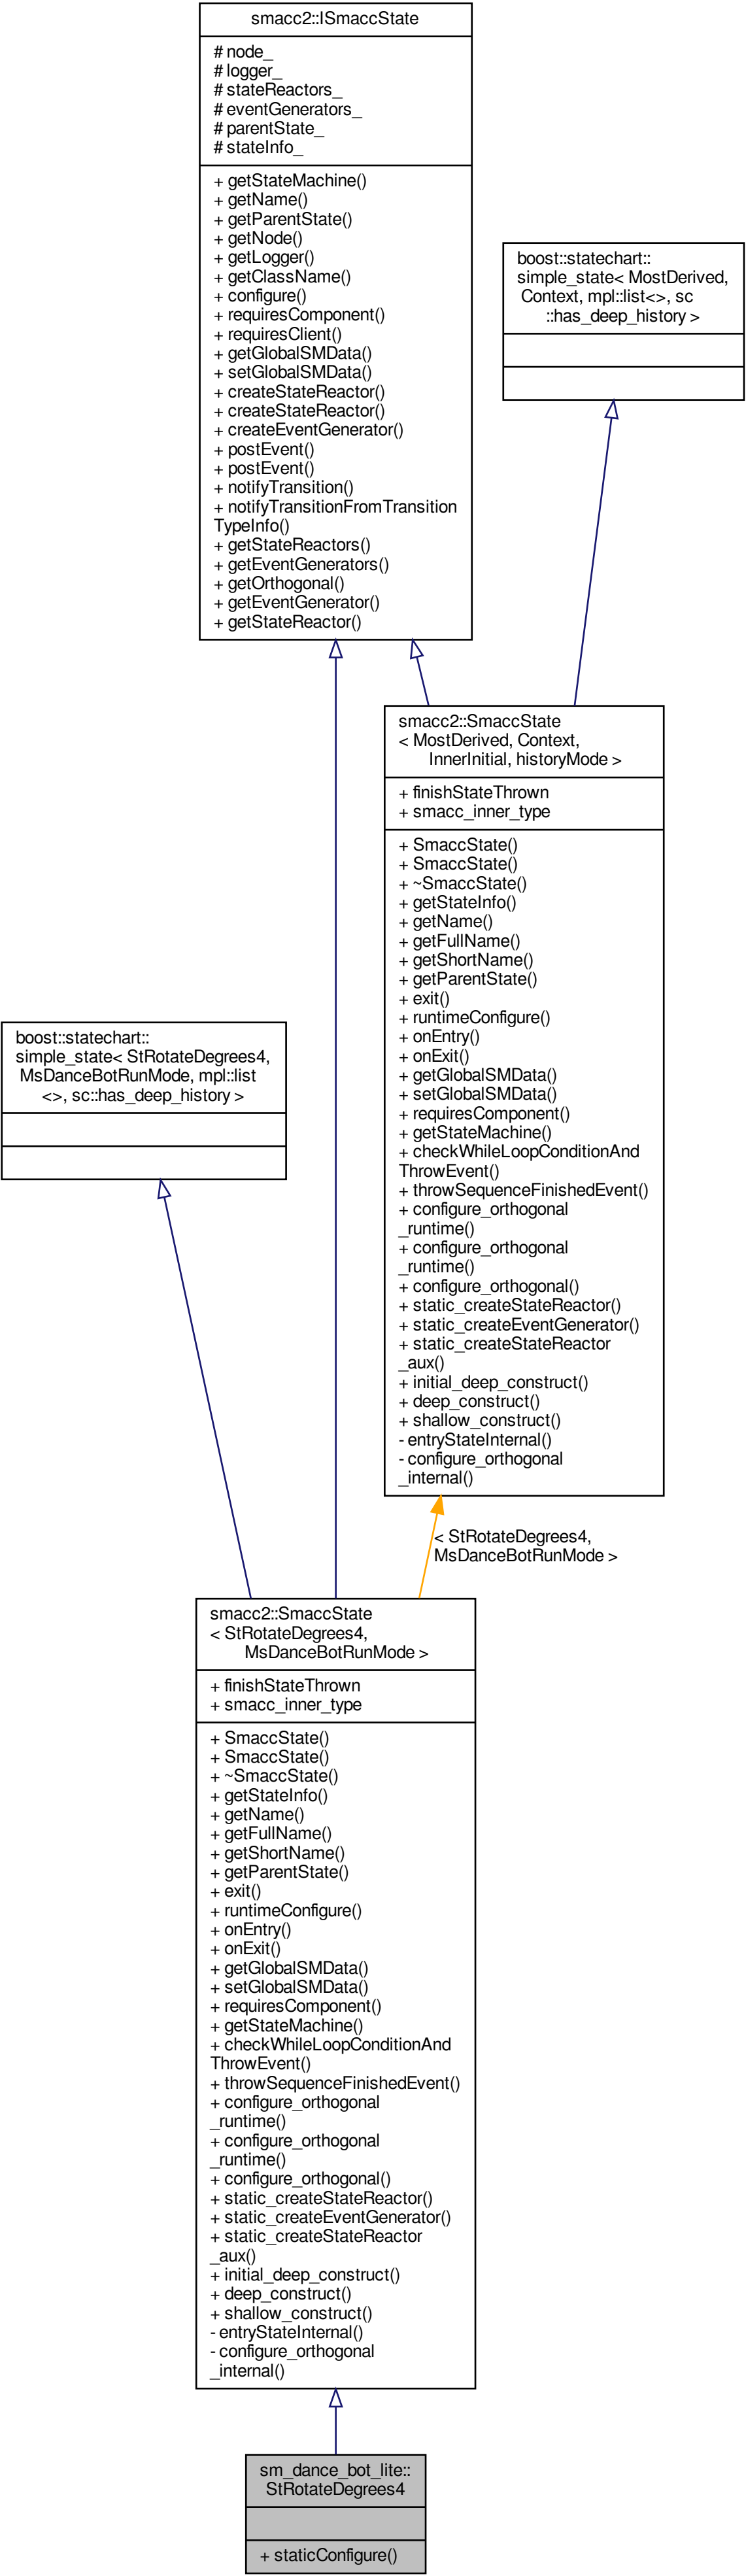 smacc2::ISmaccState
# node_
# logger_
# stateReactors_
# eventGenerators_
# parentState_
# stateInfo_
+ getStateMachine()
+ getName()
+ getParentState()
+ getNode()
+ getLogger()
+ getClassName()
+ configure()
+ requiresComponent()
+ requiresClient()
+ getGlobalSMData()
+ setGlobalSMData()
+ createStateReactor()
+ createStateReactor()
+ createEventGenerator()
+ postEvent()
+ postEvent()
+ notifyTransition()
+ notifyTransitionFromTransition
TypeInfo()
+ getStateReactors()
+ getEventGenerators()
+ getOrthogonal()
+ getEventGenerator()
+ getStateReactor()
boost::statechart::
simple_state< MostDerived,
Context, mpl::list<>, sc
::has_deep_history >
smacc2::SmaccState
< MostDerived, Context,
InnerInitial, historyMode >
+ finishStateThrown
+ smacc_inner_type
+ SmaccState()
+ SmaccState()
+ ~SmaccState()
+ getStateInfo()
+ getName()
+ getFullName()
+ getShortName()
+ getParentState()
+ exit()
+ runtimeConfigure()
+ onEntry()
+ onExit()
+ getGlobalSMData()
+ setGlobalSMData()
+ requiresComponent()
+ getStateMachine()
+ checkWhileLoopConditionAnd
ThrowEvent()
+ throwSequenceFinishedEvent()
+ configure_orthogonal
_runtime()
+ configure_orthogonal
_runtime()
+ configure_orthogonal()
+ static_createStateReactor()
+ static_createEventGenerator()
+ static_createStateReactor
_aux()
+ initial_deep_construct()
+ deep_construct()
+ shallow_construct()
- entryStateInternal()
- configure_orthogonal
_internal()
boost::statechart::
simple_state< StRotateDegrees4,
MsDanceBotRunMode, mpl::list
<>, sc::has_deep_history >
< StRotateDegrees4,
MsDanceBotRunMode >
smacc2::SmaccState
< StRotateDegrees4,
MsDanceBotRunMode >
+ finishStateThrown
+ smacc_inner_type
+ SmaccState()
+ SmaccState()
+ ~SmaccState()
+ getStateInfo()
+ getName()
+ getFullName()
+ getShortName()
+ getParentState()
+ exit()
+ runtimeConfigure()
+ onEntry()
+ onExit()
+ getGlobalSMData()
+ setGlobalSMData()
+ requiresComponent()
+ getStateMachine()
+ checkWhileLoopConditionAnd
ThrowEvent()
+ throwSequenceFinishedEvent()
+ configure_orthogonal
_runtime()
+ configure_orthogonal
_runtime()
+ configure_orthogonal()
+ static_createStateReactor()
+ static_createEventGenerator()
+ static_createStateReactor
_aux()
+ initial_deep_construct()
+ deep_construct()
+ shallow_construct()
- entryStateInternal()
- configure_orthogonal
_internal()
sm_dance_bot_lite::
StRotateDegrees4
+ staticConfigure()